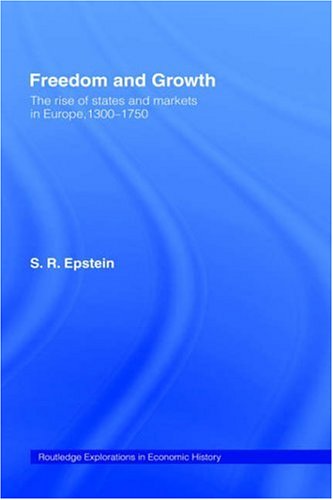 Freedom and Growth
The rise of states and markets
in Europe, 1300–1750
S. R. Epstein
Routledge Explorations in Economic History